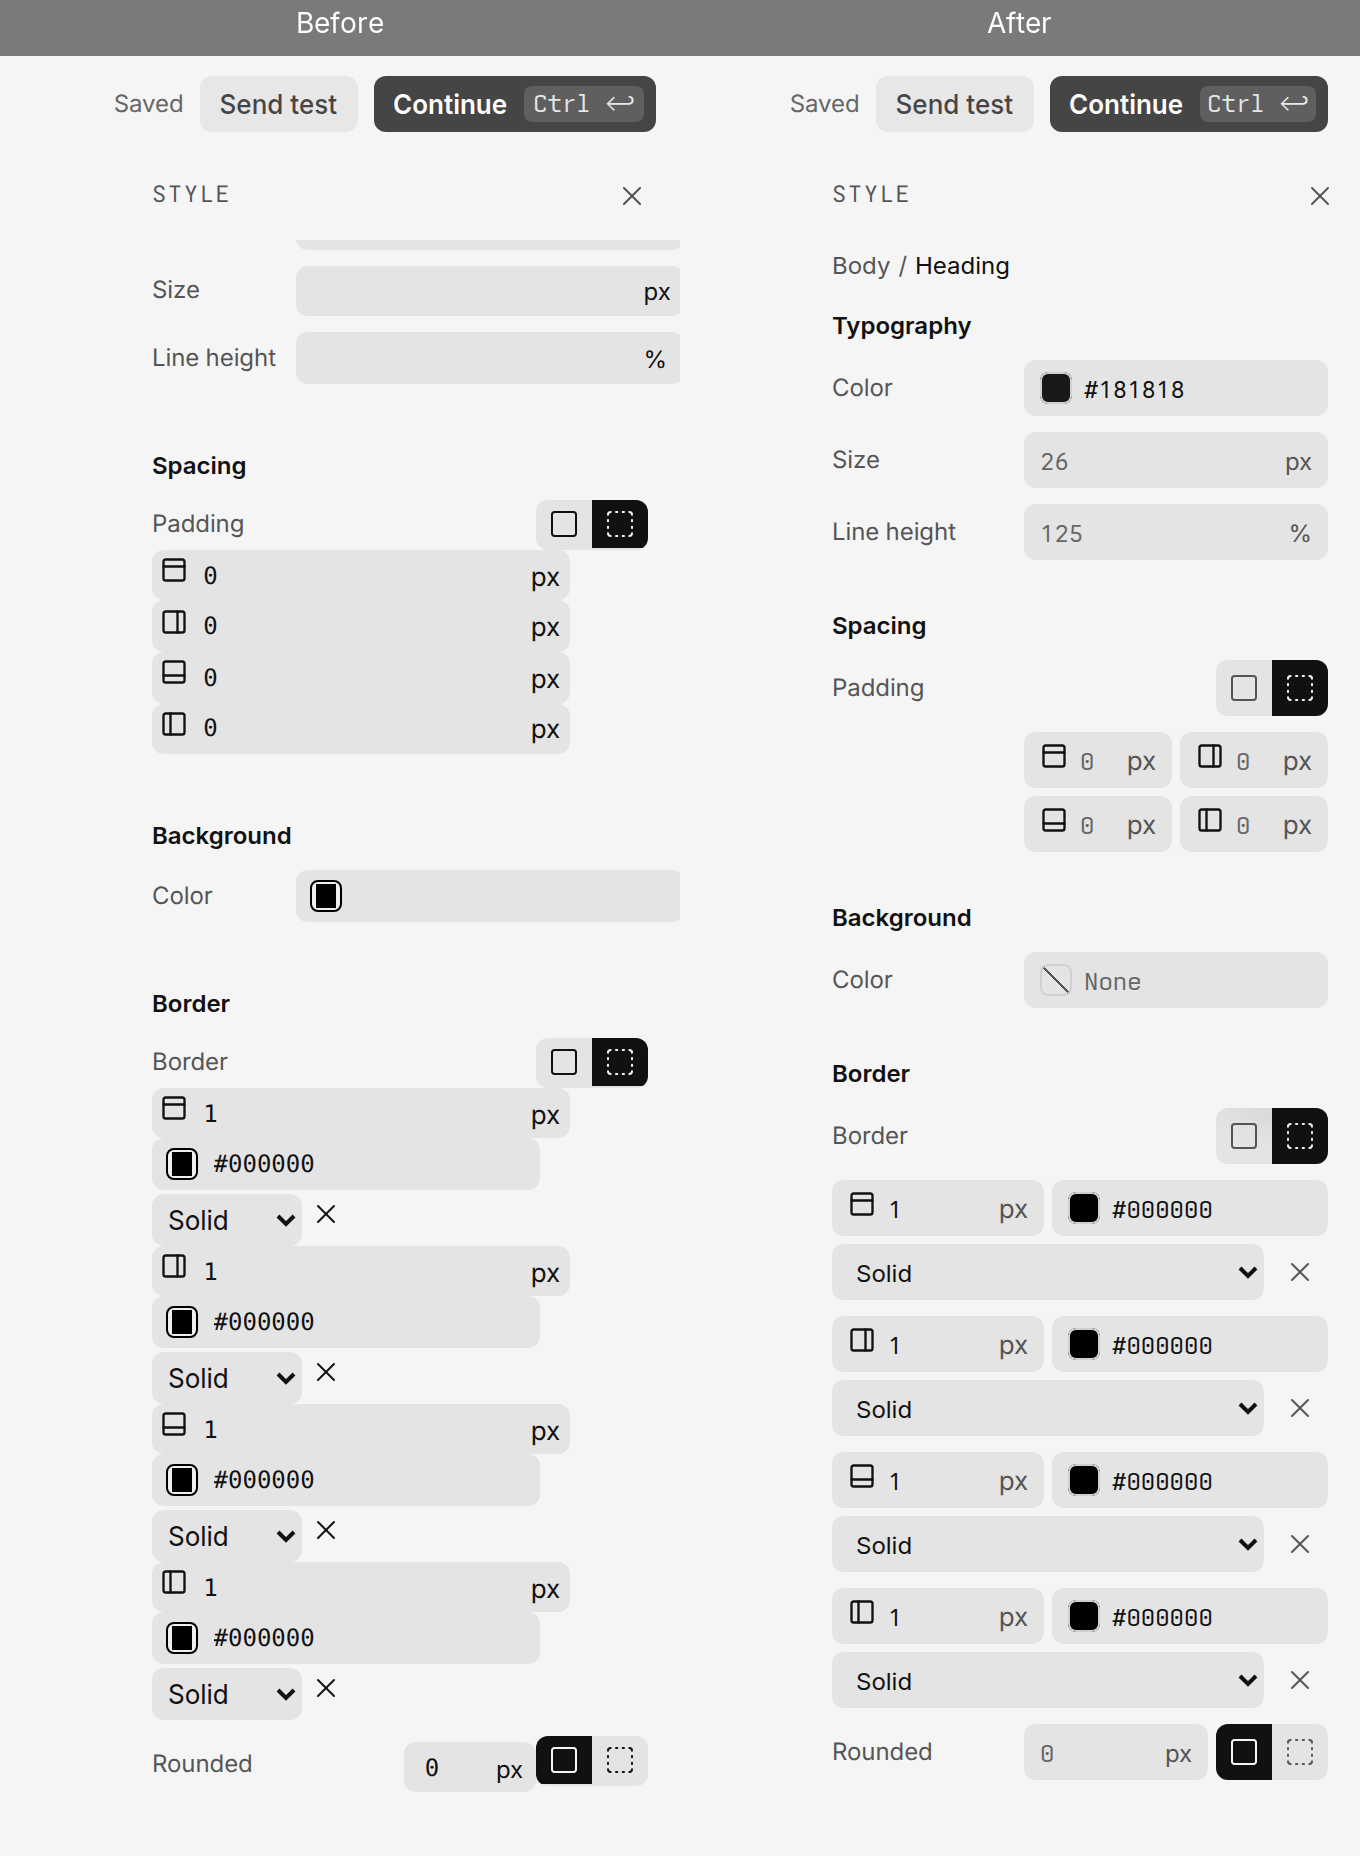 Before
Saved Send test Continue Ctrl ↩
STYLE
Size px
Line height %
Spacing
Padding
0 px
0 px
0 px
0 px
Background
Color
Border
Border
1 px
#000000
Solid
1 px
#000000
Solid
1 px
#000000
Solid
1 px
#000000
Solid
Rounded 0 px
After
Saved Send test Continue Ctrl ↩
STYLE
Body / Heading
Typography
Color #181818
Size 26 px
Line height 125 %
Spacing
Padding
0 px 0 px
0 px 0 px
Background
Color None
Border
Border
1 px #000000
Solid
1 px #000000
Solid
1 px #000000
Solid
1 px #000000
Solid
Rounded 0 px